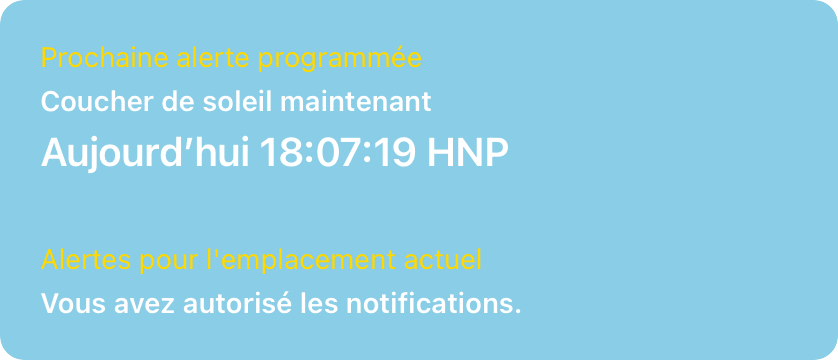 Prochaine alerte programmée
Coucher de soleil maintenant
Aujourd’hui 18:07:19 HNP
Alertes pour l'emplacement actuel
Vous avez autorisé les notifications.